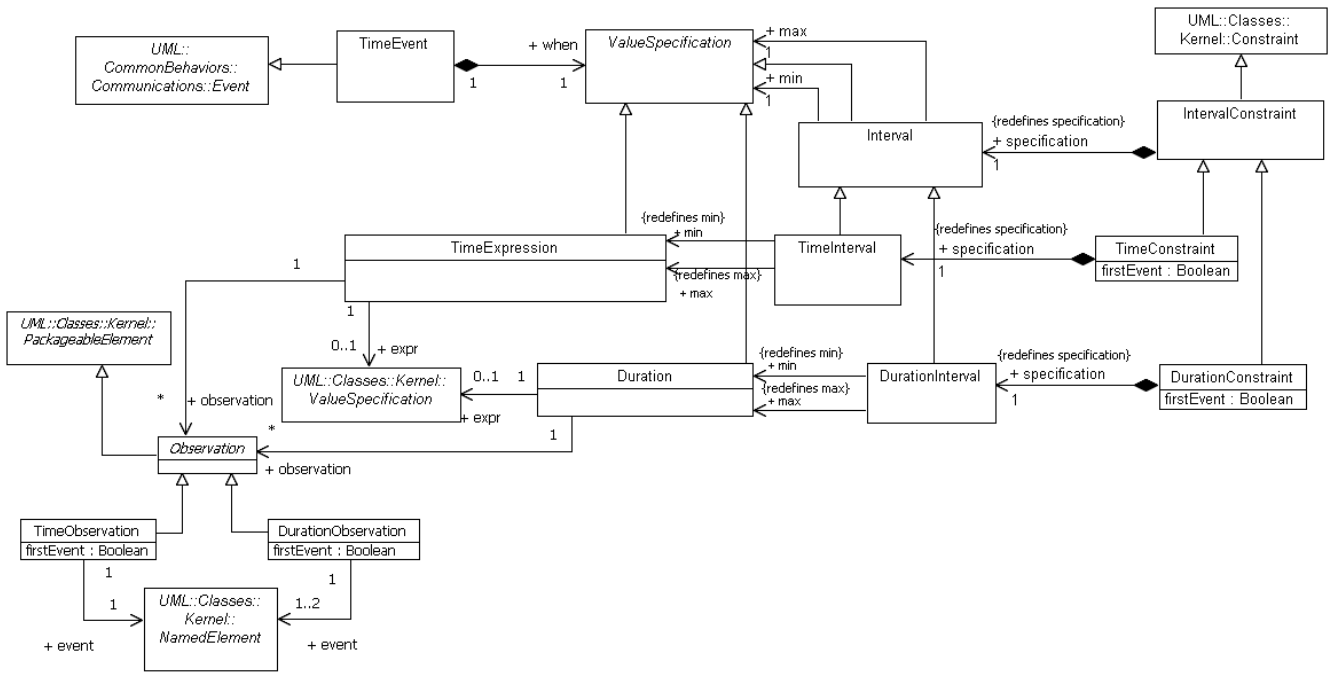 UML::
CommonBehaviors::
Communications::Event
TimeEvent
+ when
1
1
ValueSpecification
+ max
1
+ min
1
UML::Classes::
Kernel::Constraint
Interval
{redefines specification}
+ specification
1
IntervalConstraint
TimeExpression
{redefines min}
+ min
{redefines max}
+ max
TimeInterval
{redefines specification}
+ specification
1
TimeConstraint
firstEvent : Boolean
1
1
0..1
+ expr
UML::Classes::Kernel::
PackageableElement
UML::Classes::Kernel::
ValueSpecification
0..1
1
+ expr
Duration
{redefines min}
+ min
{redefines max}
+ max
DurationInterval
{redefines specification}
+ specification
1
DurationConstraint
firstEvent : Boolean
*
+ observation
*
1
+ observation
Observation
TimeObservation
firstEvent : Boolean
DurationObservation
firstEvent : Boolean
1
1
+ event
UML::Classes::
Kernel::
NamedElement
1
1..2
+ event